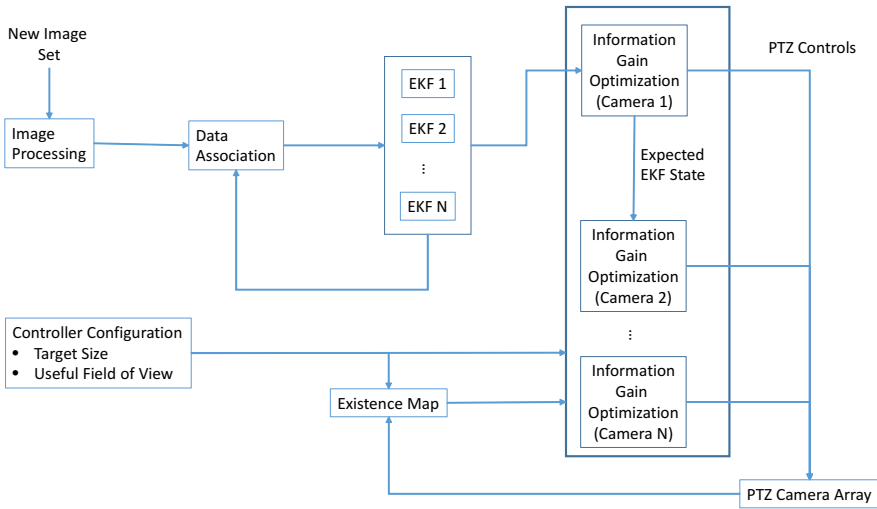 New Image
Set
Image
Processing
Data
Association
EKF 1
EKF 2
...
EKF N
Information
Gain
Optimization
(Camera 1)
PTZ Controls
Expected
EKF State
Information
Gain
Optimization
(Camera 2)
...
Controller Configuration
• Target Size
• Useful Field of View
Existence Map
Information
Gain
Optimization
(Camera N)
PTZ Camera Array